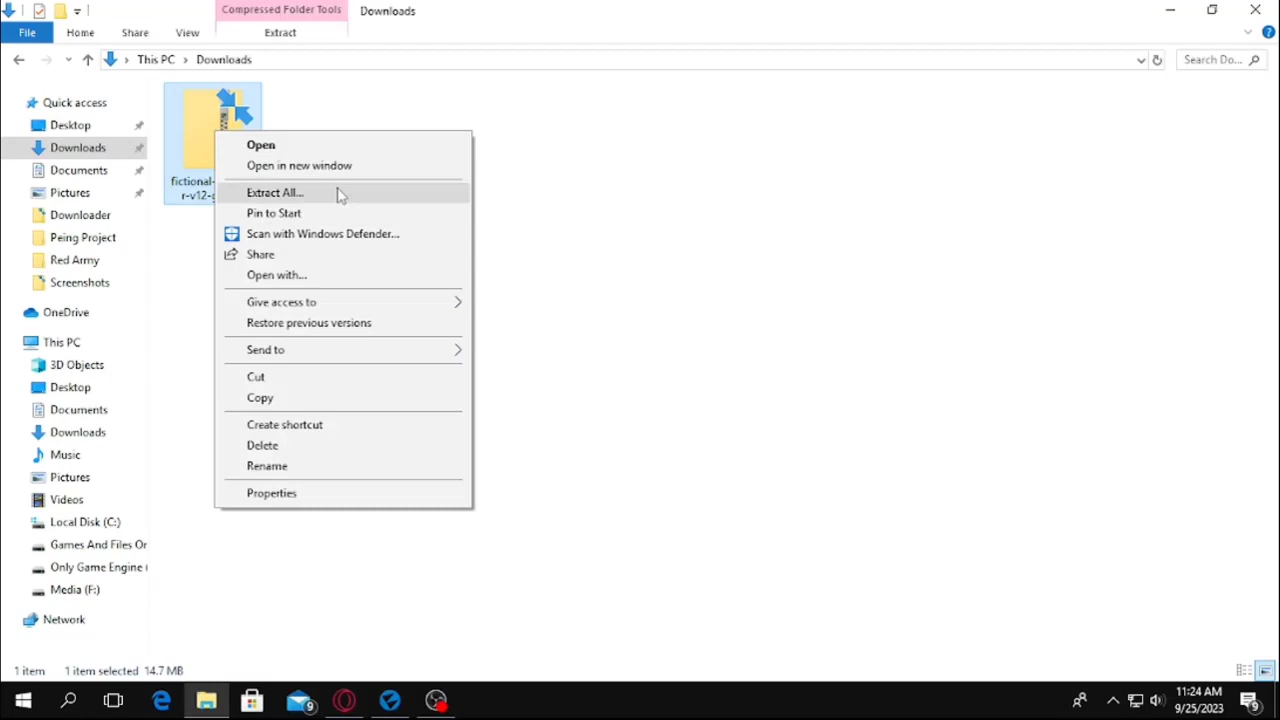 Compressed Folder Tools
Downloads
File
Home
Share
View
Extract
This PC
Downloads
Search Do...
Quick access
Desktop
Downloads
Documents
Pictures
Downloader
Peing Project
Red Army
Screenshots
OneDrive
This PC
3D Objects
Desktop
Documents
Downloads
Music
Pictures
Videos
Local Disk (C:)
Games And Files Or
Only Game Engine (
Media (F:)
Network
fictional-
r-v12-g
Open
Open in new window
Extract All...
Pin to Start
Scan with Windows Defender...
Share
Open with...
Give access to
Restore previous versions
Send to
Cut
Copy
Create shortcut
Delete
Rename
Properties
1 item 1 item selected 14.7 MB
9
11:24 AM
9/25/2023
9